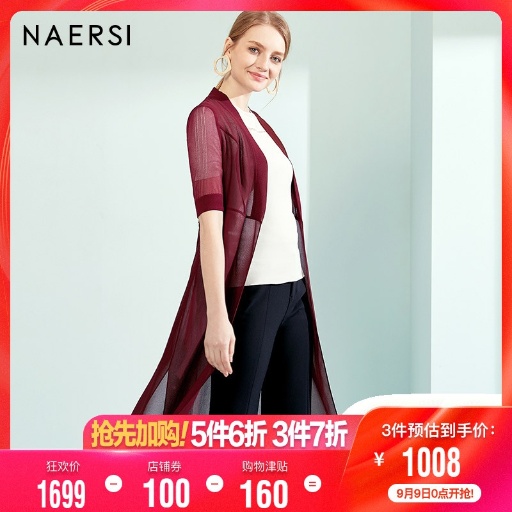 NAERSI
抢先加购! 5件6折 3件7折
3件预估到手价:
狂欢价 店铺券 购物津贴
1699 - 100 - 160 = ¥ 1008
9月9日0点开抢!